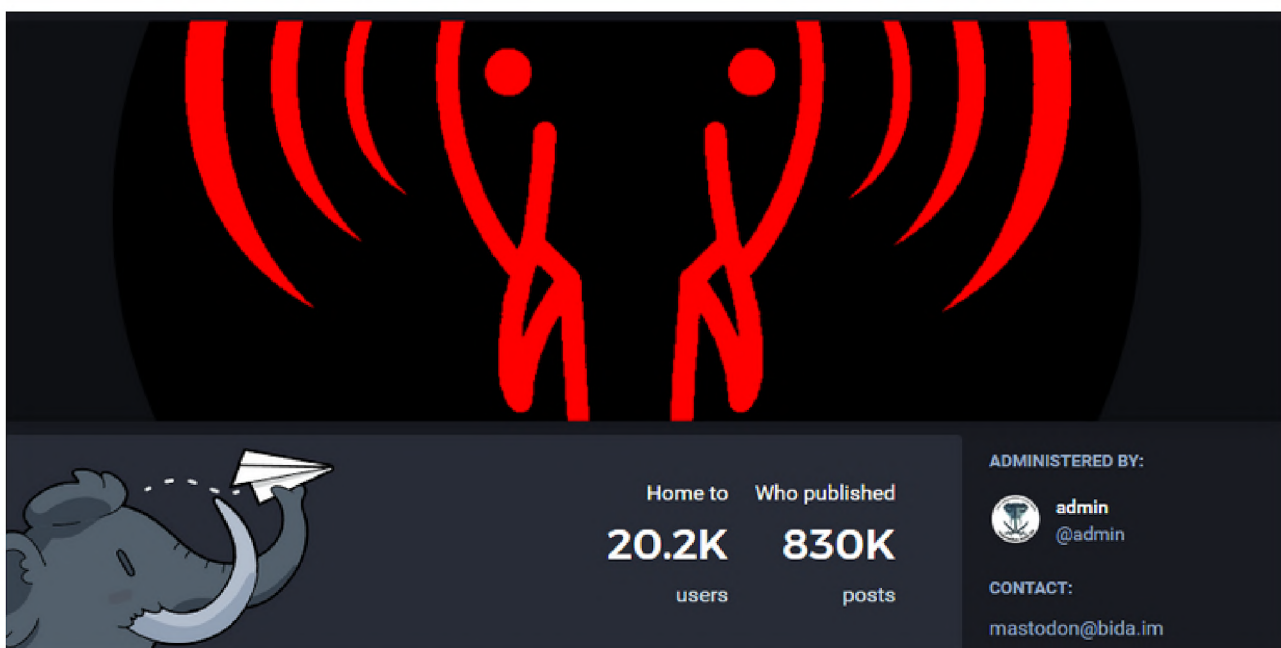 Home to
20.2K
users
Who published
830K
posts
ADMINISTERED BY:
admin
@admin
CONTACT:
mastodon@bida.im